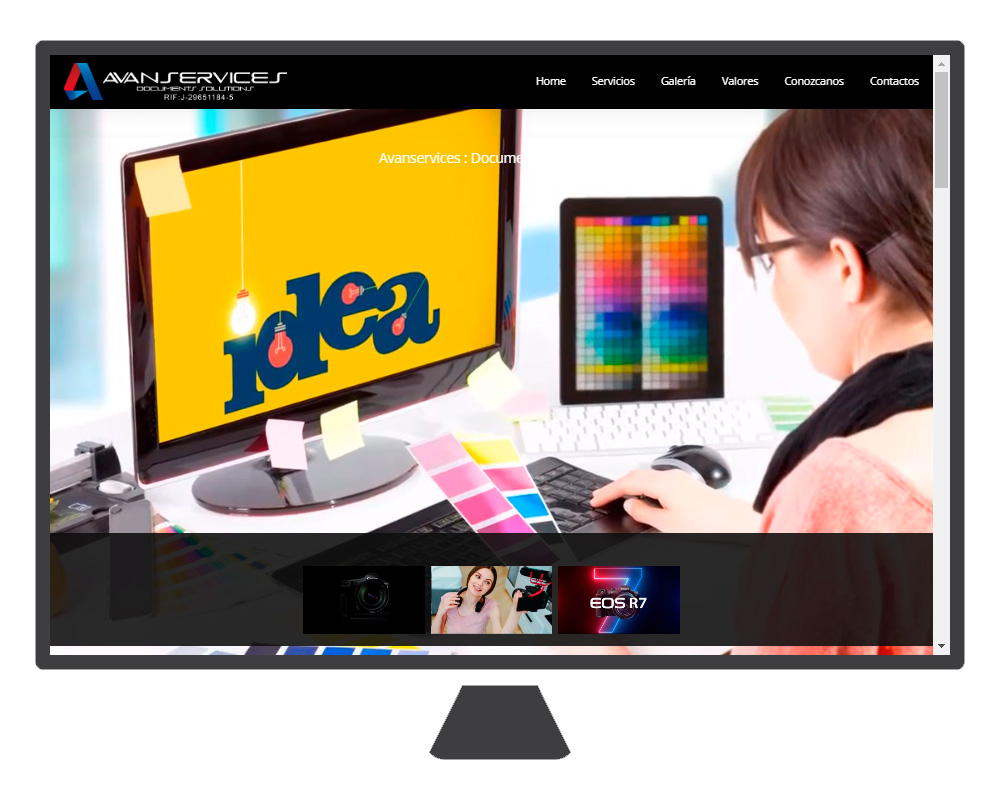 AVANSERVICES
DOCUMENTS SOLUTIONS
RIF:J-29651184-5
Home Servicios Galería Valores Conozcanos Contactos
Avanservices : Docume
idea
EOS R7